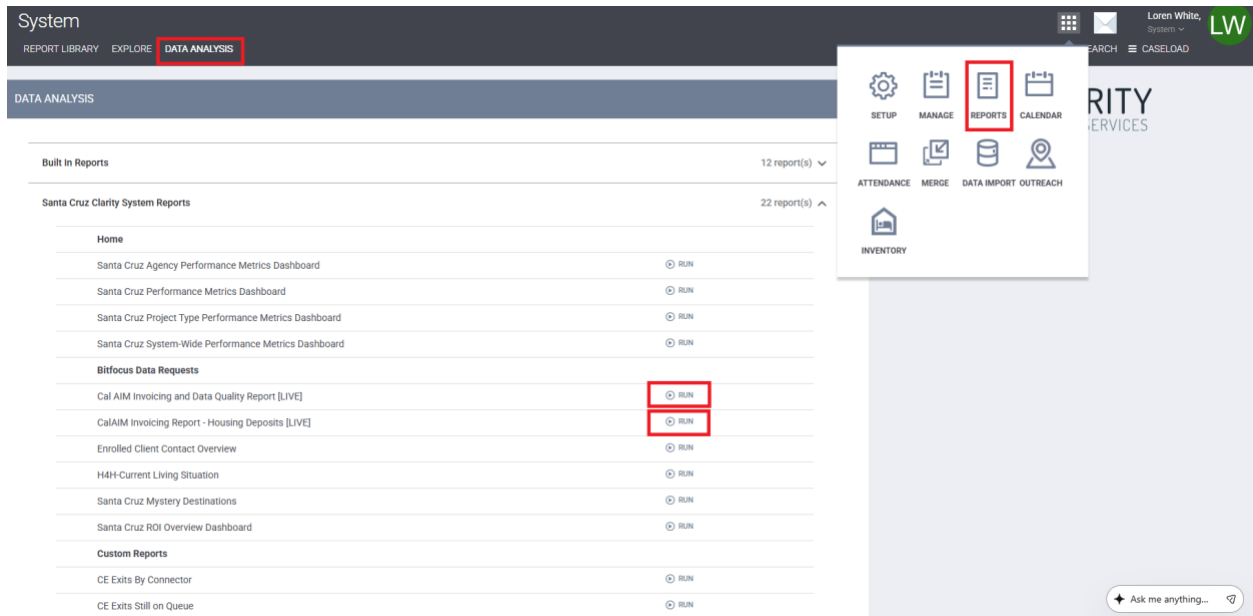 System
Loren White,
System
LW
REPORT LIBRARY EXPLORE DATA ANALYSIS
CASELOAD
SETUP MANAGE REPORTS CALENDAR
ATTENDANCE MERGE DATA IMPORT OUTREACH
INVENTORY
DATA ANALYSIS
Built In Reports 12 report(s)
Santa Cruz Clarity System Reports 22 report(s)
Home
Santa Cruz Agency Performance Metrics Dashboard RUN
Santa Cruz Performance Metrics Dashboard RUN
Santa Cruz Project Type Performance Metrics Dashboard RUN
Santa Cruz System-Wide Performance Metrics Dashboard RUN
Bitfocus Data Requests
Cal AIM Invoicing and Data Quality Report [LIVE] RUN
CalAIM Invoicing Report - Housing Deposits [LIVE] RUN
Enrolled Client Contact Overview RUN
H4H-Current Living Situation RUN
Santa Cruz Mystery Destinations RUN
Santa Cruz ROI Overview Dashboard RUN
Custom Reports
CE Exits By Connector RUN
CE Exits Still on Queue RUN
Ask me anything...